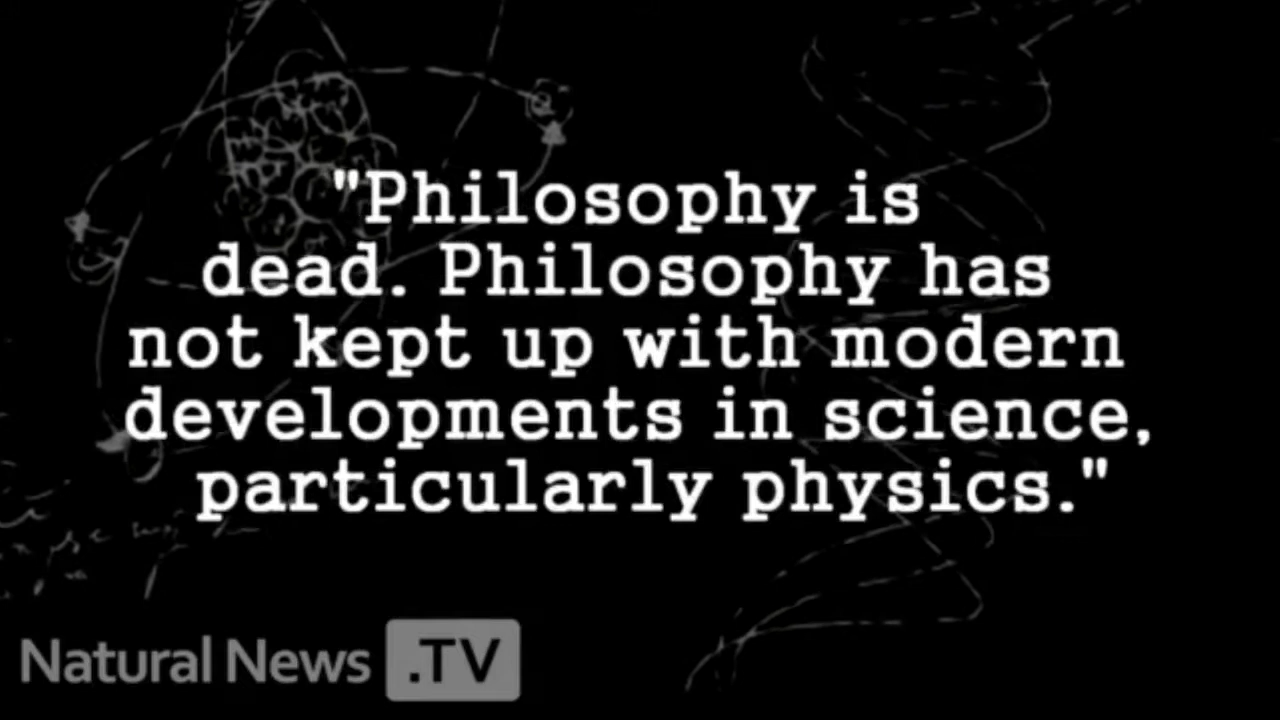 "Philosophy is
dead. Philosophy has
not kept up with modern
developments in science,
particularly physics."
Natural News .TV